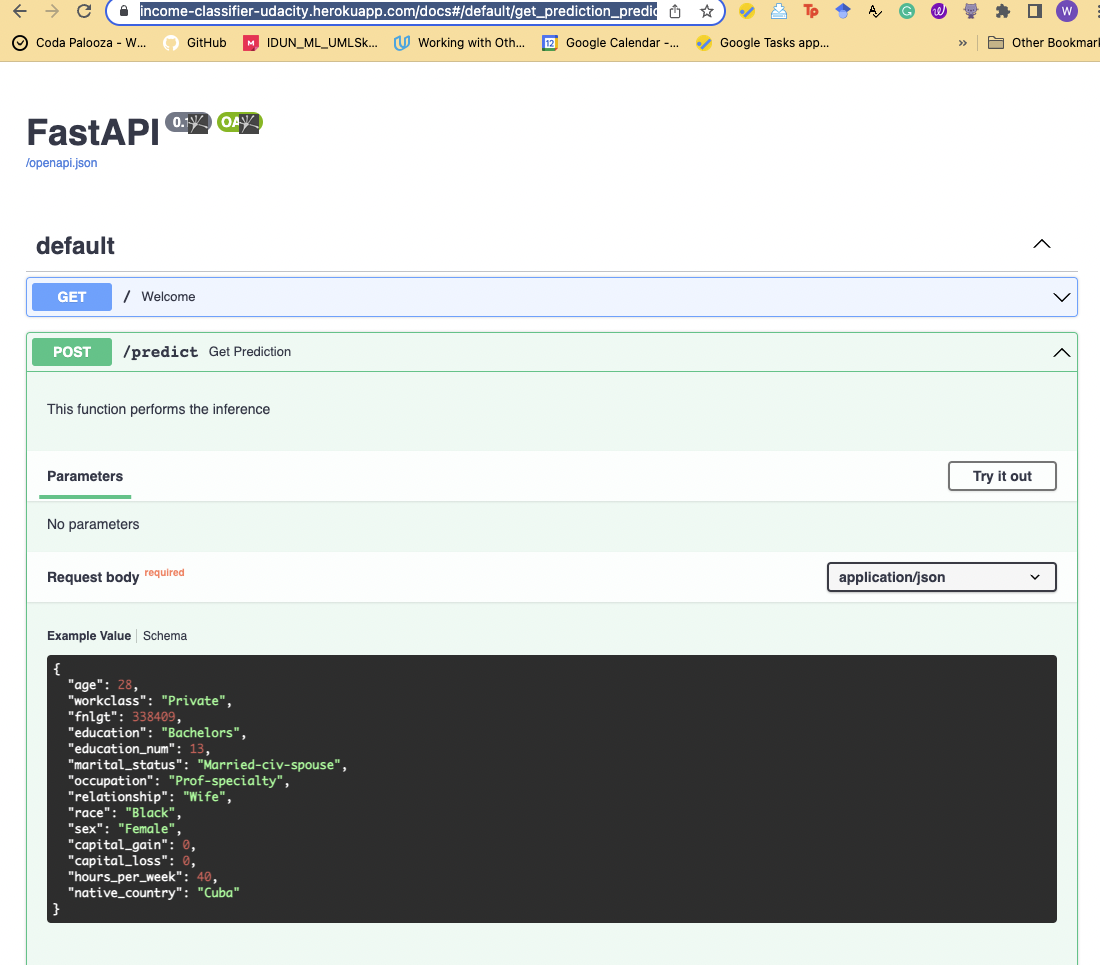 income-classifier-udacity.herokuapp.com/docs#/default/get_prediction_predic
W
Coda Palooza - W... GitHub M IDUN_ML_UMLSk... Working with Oth... 12 Google Calendar -... Google Tasks app... » Other Bookmar
FastAPI
/openapi.json
default
GET / Welcome
POST /predict Get Prediction
This function performs the inference
Parameters Try it out
No parameters
Request body required application/json
Example Value Schema
{
"age": 28,
"workclass": "Private",
"fnlgt": 338409,
"education": "Bachelors",
"education_num": 13,
"marital_status": "Married-civ-spouse",
"occupation": "Prof-specialty",
"relationship": "Wife",
"race": "Black",
"sex": "Female",
"capital_gain": 0,
"capital_loss": 0,
"hours_per_week": 40,
"native_country": "Cuba"
}